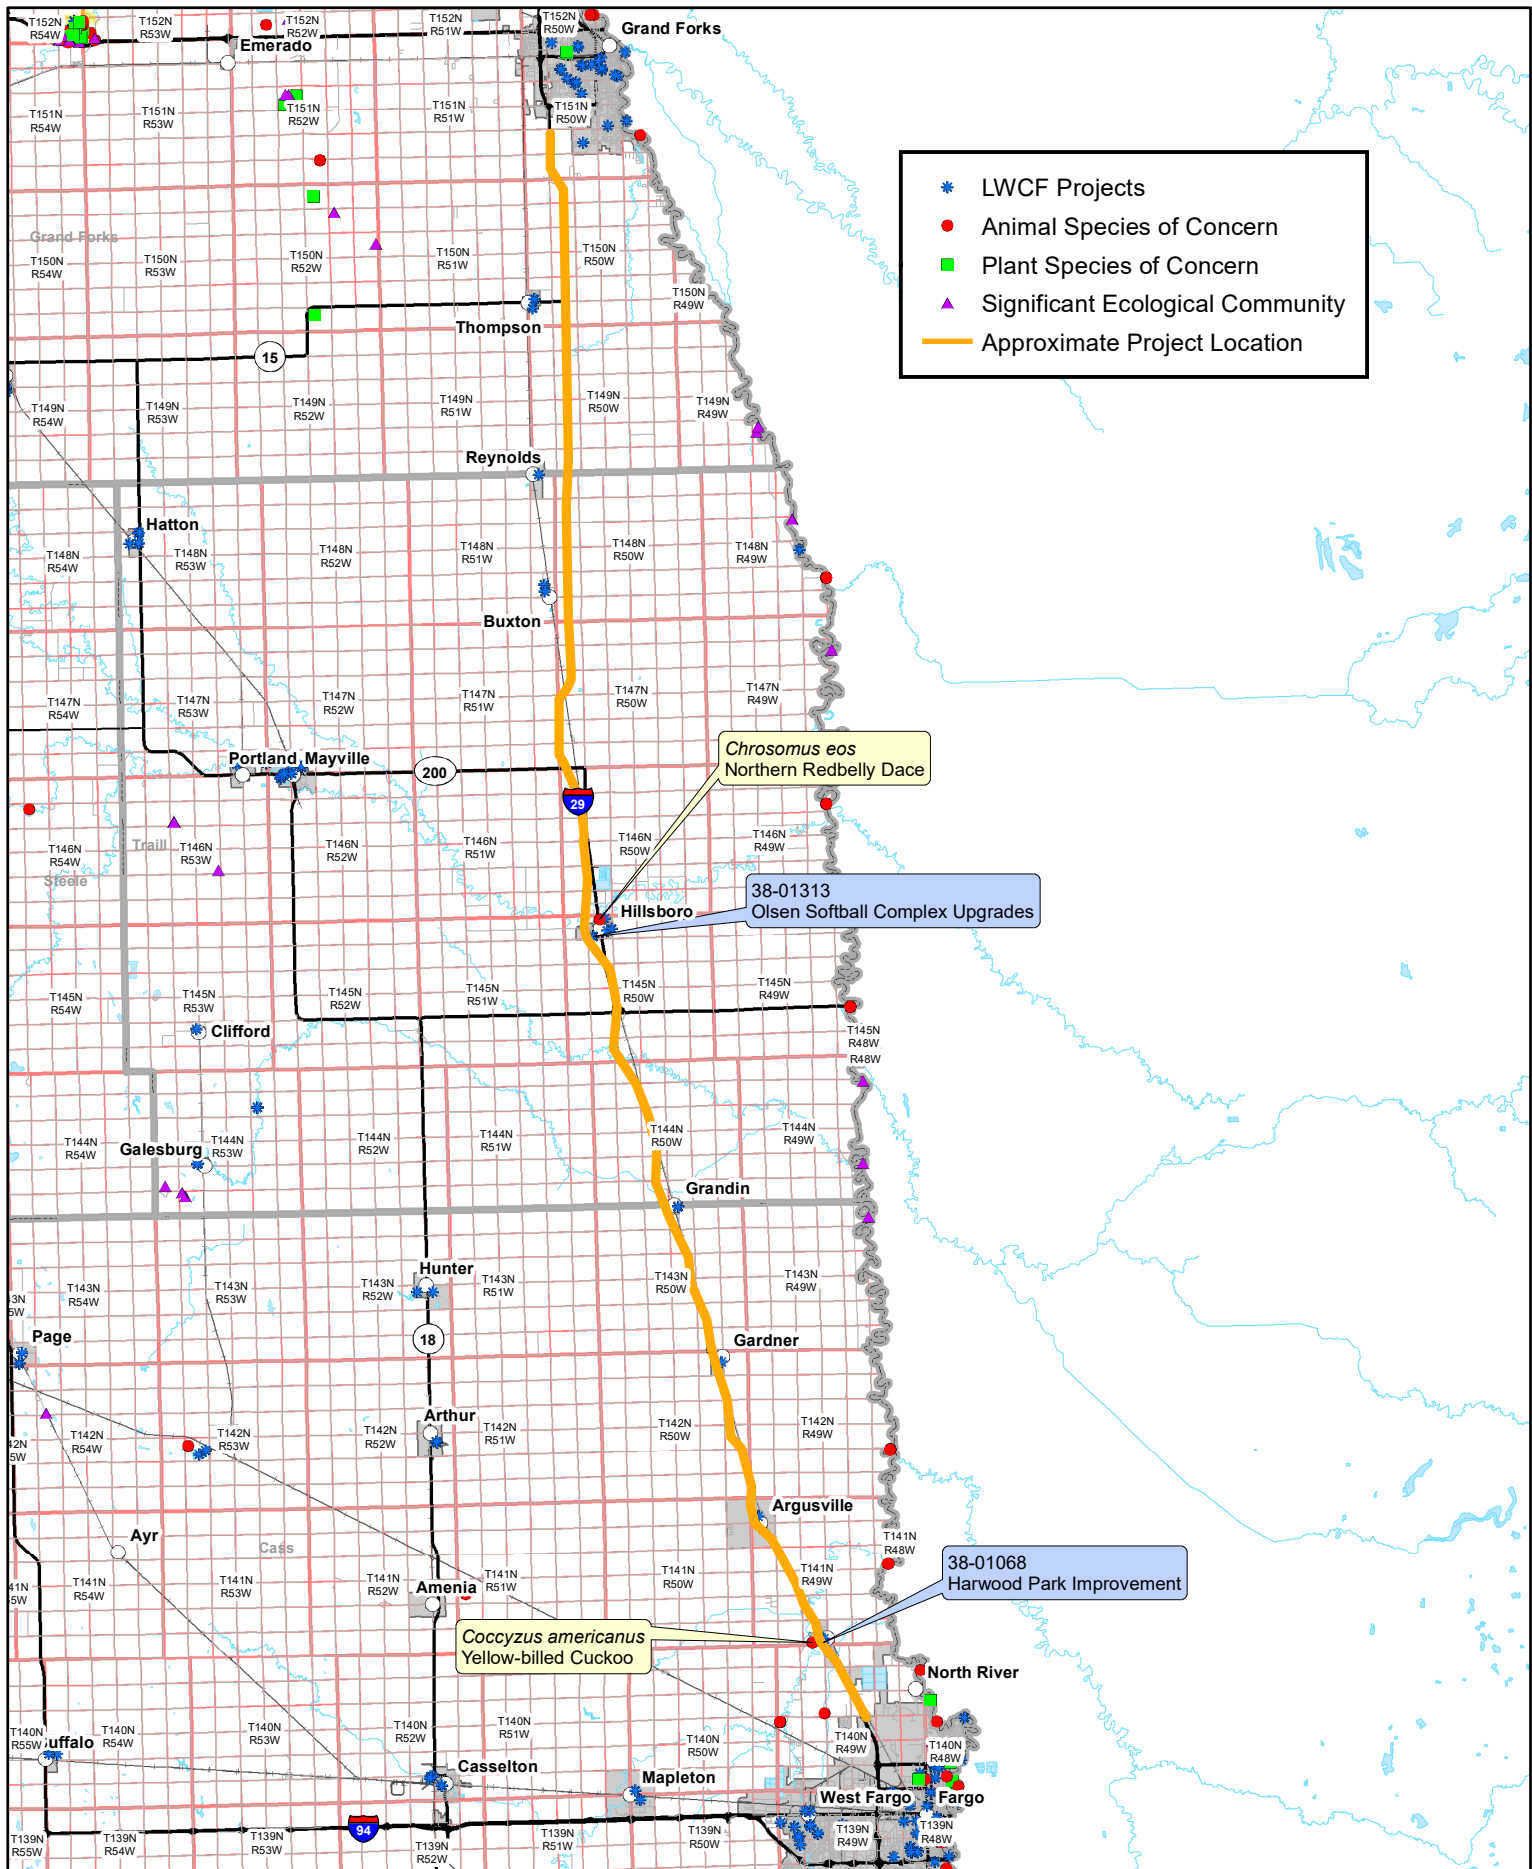 T152N
R54W
T152N
R53W
T152N
R52W
T152N
R51W
T152N
R50W
Grand Forks
Emerado
T151N
R54W
T151N
R53W
T151N
R52W
T151N
R51W
T151N
R50W
LWCF Projects
Animal Species of Concern
Plant Species of Concern
Significant Ecological Community
Approximate Project Location
Grand Forks
T150N
R54W
T150N
R53W
T150N
R52W
T150N
R51W
T150N
R50W
T150N
R49W
Thompson
15
T149N
R54W
T149N
R53W
T149N
R52W
T149N
R51W
T149N
R50W
T149N
R49W
Reynolds
Hatton
T148N
R54W
T148N
R53W
T148N
R52W
T148N
R51W
T148N
R50W
T148N
R49W
Buxton
T147N
R54W
T147N
R53W
T147N
R52W
T147N
R51W
T147N
R50W
T147N
R49W
Chrosomus eos
Northern Redbelly Dace
Portland
Mayville
200
29
T146N
R54W
Traill
T146N
R53W
T146N
R52W
T146N
R51W
T146N
R50W
T146N
R49W
Steele
38-01313
Olsen Softball Complex Upgrades
Hillsboro
T145N
R54W
T145N
R53W
T145N
R52W
T145N
R51W
T145N
R50W
T145N
R49W
Clifford
T145N
R48W
R48W
T144N
R54W
Galesburg
T144N
R53W
T144N
R52W
T144N
R51W
T144N
R50W
T144N
R49W
Grandin
Hunter
43N
5W
T143N
R54W
T143N
R53W
T143N
R52W
T143N
R51W
T143N
R50W
T143N
R49W
Page
18
Gardner
Arthur
42N
5W
T142N
R54W
T142N
R53W
T142N
R52W
T142N
R51W
T142N
R50W
T142N
R49W
Argusville
Ayr
Cass
T141N
R48W
41N
5W
T141N
R54W
T141N
R53W
T141N
R52W
Amenia
T141N
R51W
T141N
R50W
T141N
R49W
38-01068
Harwood Park Improvement
Coccyzus americanus
Yellow-billed Cuckoo
North River
T140N
R55W
uffalo
T140N
R54W
T140N
R53W
T140N
R52W
T140N
R51W
T140N
R50W
T140N
R49W
T140N
R48W
Casselton
Mapleton
West Fargo
Fargo
94
T139N
R55W
T139N
R54W
T139N
R53W
T139N
R52W
T139N
R51W
T139N
R50W
T139N
R49W
T139N
R48W